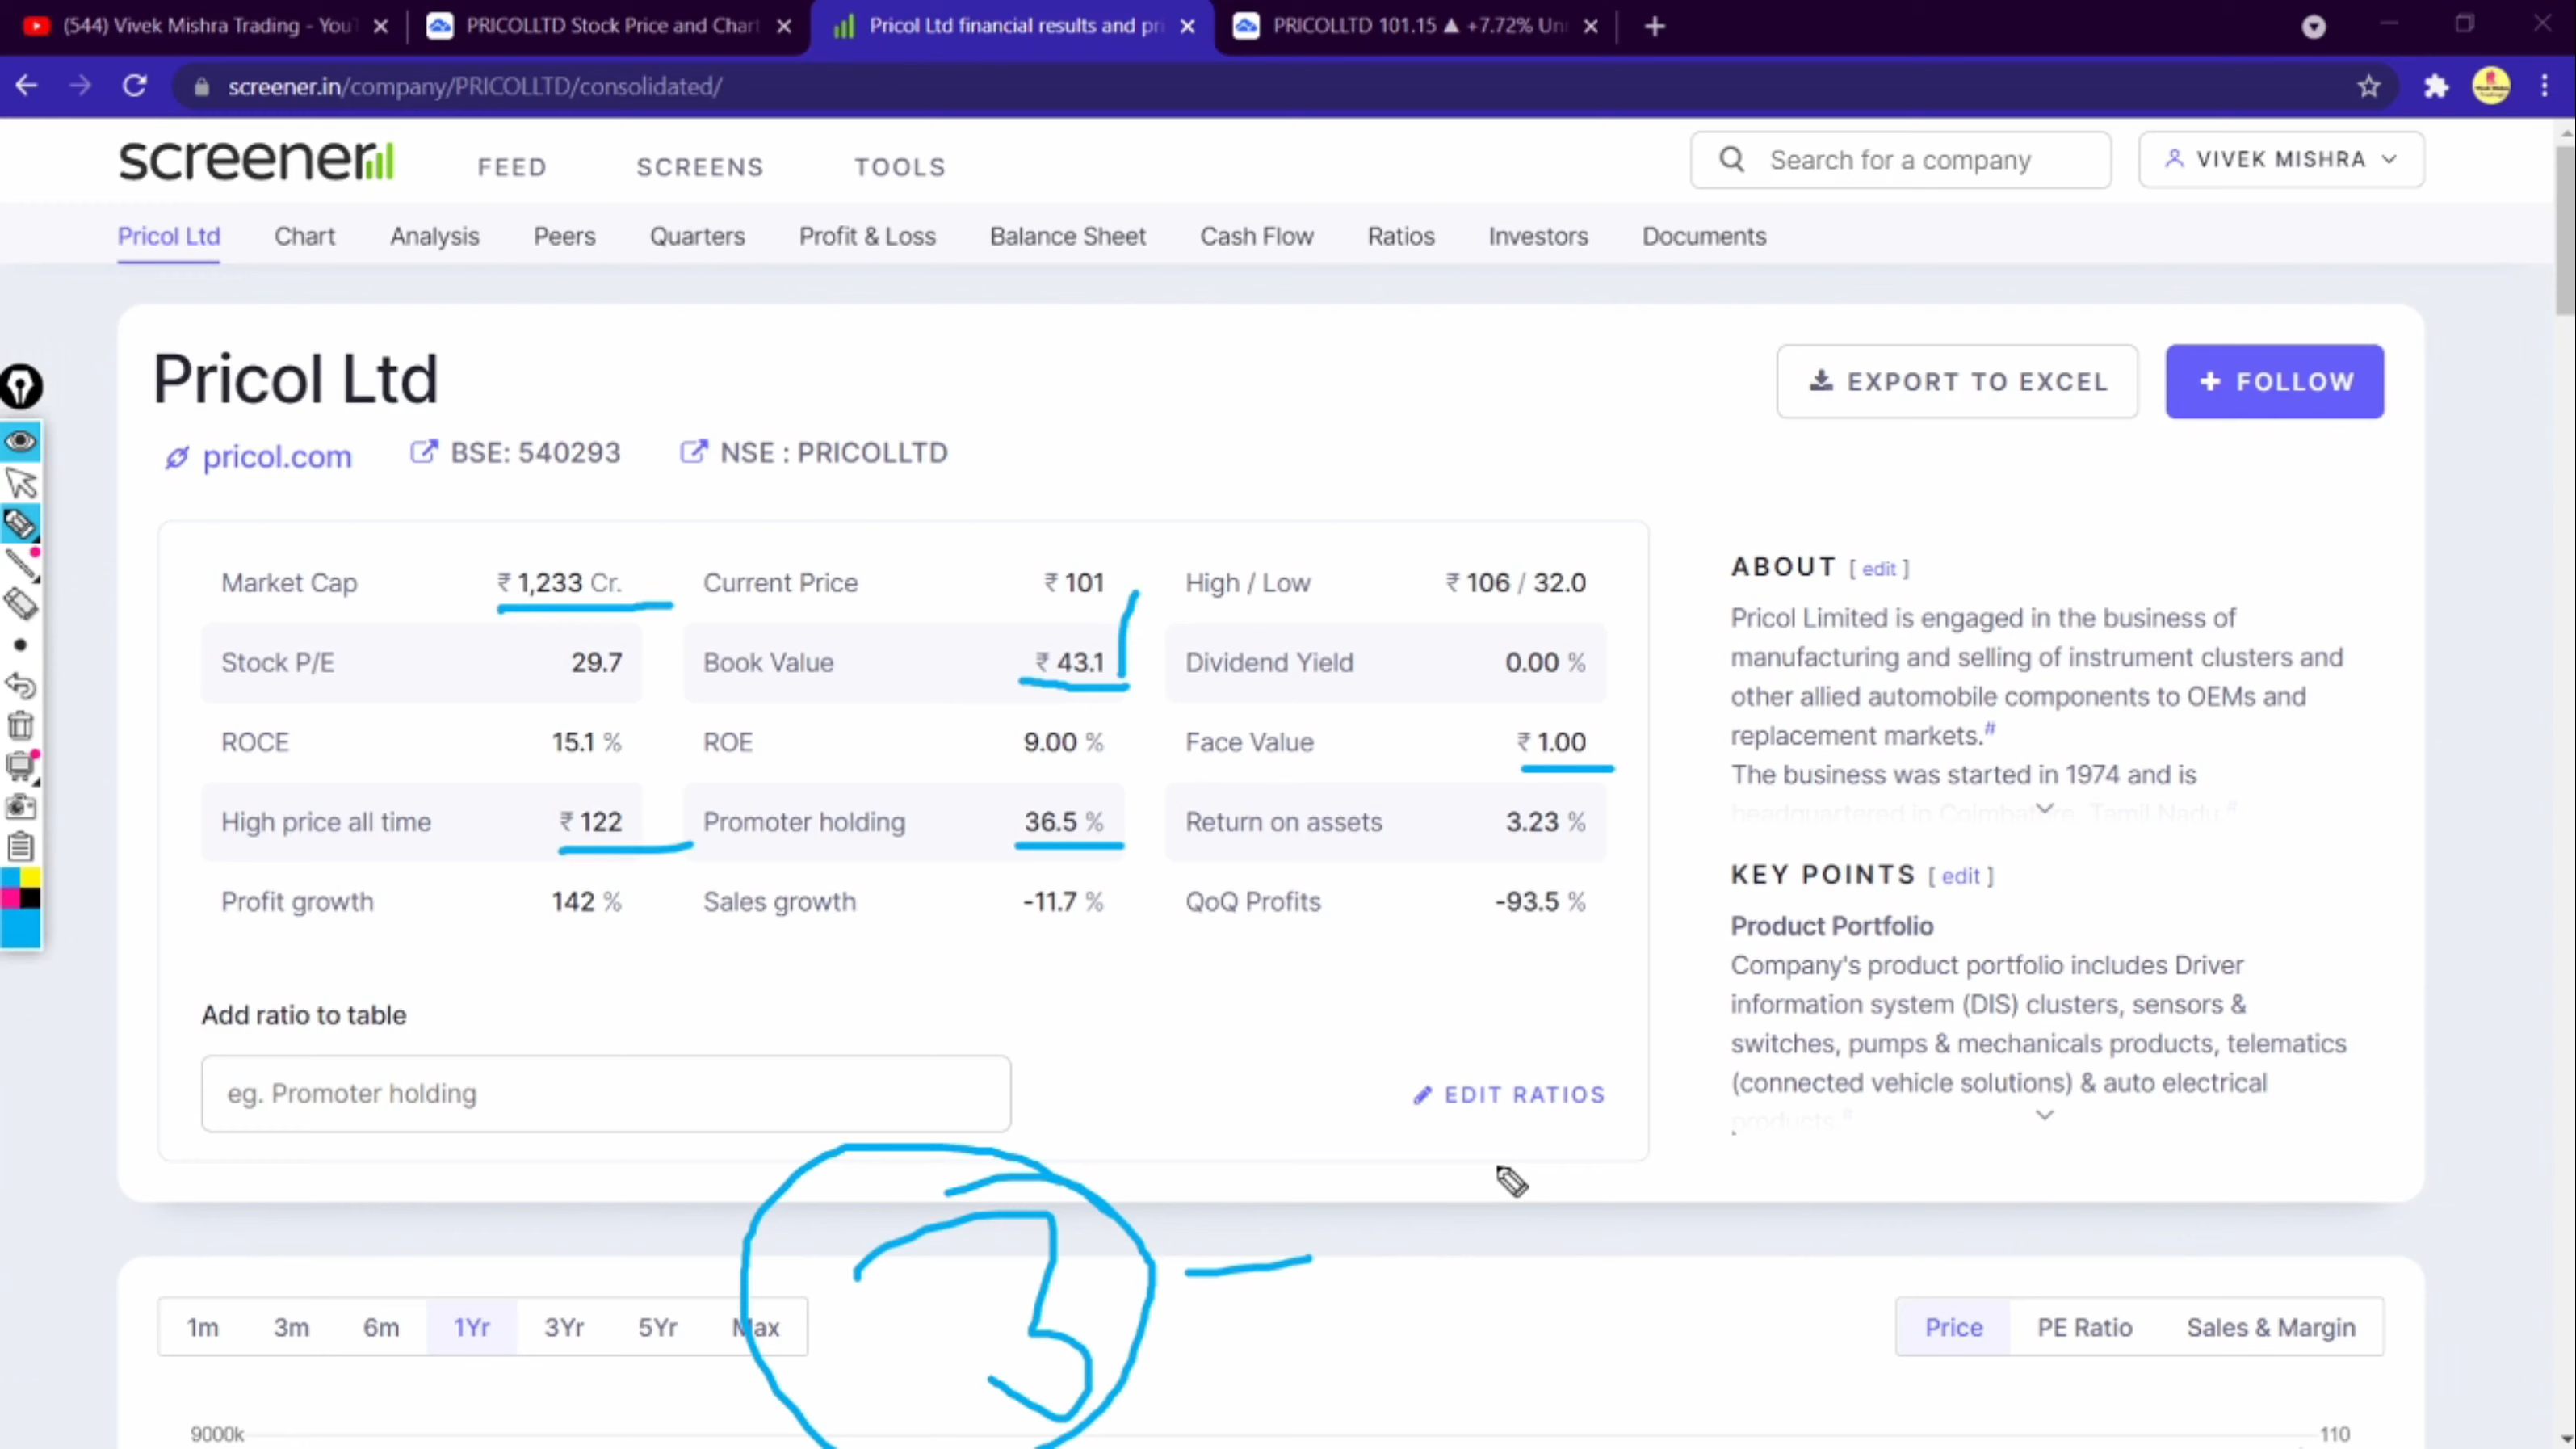 (544) Vivek Mishra Trading - You
PRICOLLTD Stock Price and Chart
Pricol Ltd financial results and pri
PRICOLLTD 101.15 ▲ +7.72% Un
screener.in/company/PRICOLLTD/consolidated/
screener
FEED
SCREENS
TOOLS
Search for a company
VIVEK MISHRA
Pricol Ltd
Chart
Analysis
Peers
Quarters
Profit & Loss
Balance Sheet
Cash Flow
Ratios
Investors
Documents
Pricol Ltd
EXPORT TO EXCEL
+ FOLLOW
pricol.com
BSE: 540293
NSE : PRICOLLTD
Market Cap ₹ 1,233 Cr.
Current Price ₹ 101
High / Low ₹ 106 / 32.0
Stock P/E 29.7
Book Value ₹ 43.1
Dividend Yield 0.00 %
ROCE 15.1 %
ROE 9.00 %
Face Value ₹ 1.00
High price all time ₹ 122
Promoter holding 36.5 %
Return on assets 3.23 %
Profit growth 142 %
Sales growth -11.7 %
QoQ Profits -93.5 %
Add ratio to table
eg. Promoter holding
EDIT RATIOS
ABOUT [ edit ]
Pricol Limited is engaged in the business of
manufacturing and selling of instrument clusters and
other allied automobile components to OEMs and
replacement markets.#
The business was started in 1974 and is
headquartered in Coimbatore, Tamil Nadu.#
KEY POINTS [ edit ]
Product Portfolio
Company's product portfolio includes Driver
information system (DIS) clusters, sensors &
switches, pumps & mechanicals products, telematics
(connected vehicle solutions) & auto electrical
products.#
3
1m
3m
6m
1Yr
3Yr
5Yr
Max
Price
PE Ratio
Sales & Margin
9000k
110